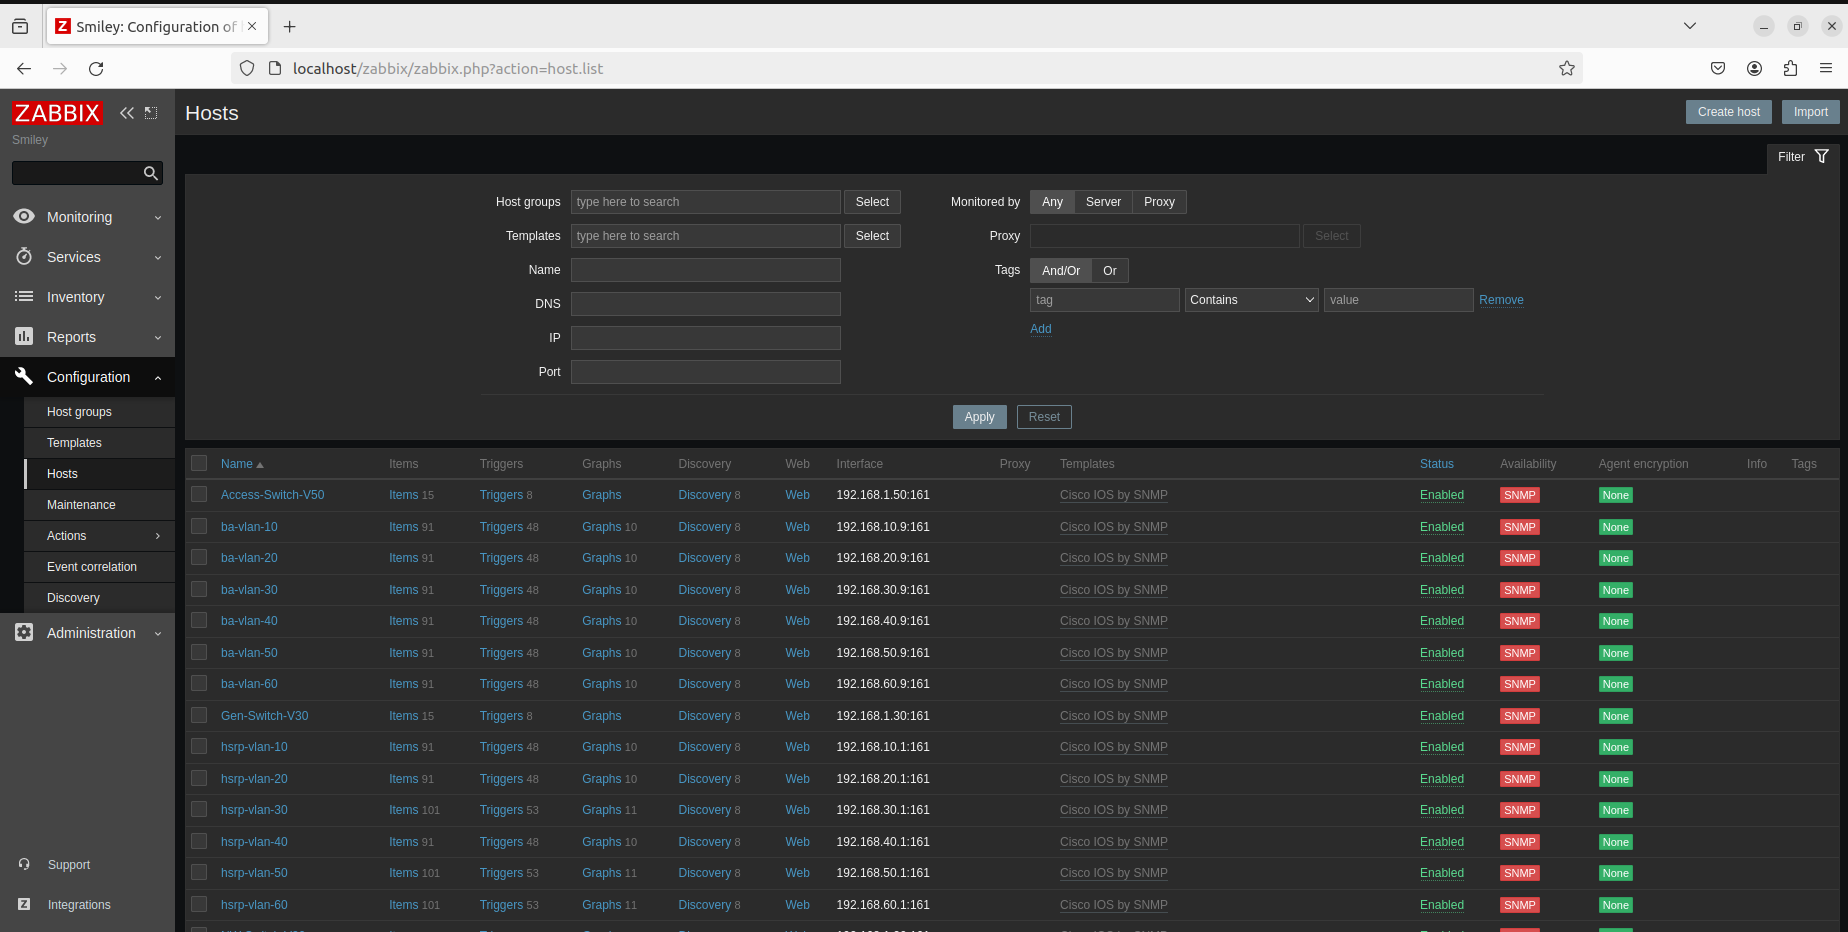 Smiley: Configuration of
localhost/zabbix/zabbix.php?action=host.list
ZABBIX
Smiley
Monitoring
Services
Inventory
Reports
Configuration
Host groups
Templates
Hosts
Maintenance
Actions
Event correlation
Discovery
Administration
Support
Integrations
Hosts
Create host Import
Filter
Host groups type here to search Select Monitored by Any Server Proxy
Templates type here to search Select Proxy Select
Name Tags And/Or Or
DNS tag Contains value Remove
Add
IP
Port
Apply Reset
Name Items Triggers Graphs Discovery Web Interface Proxy Templates Status Availability Agent encryption Info Tags
Access-Switch-V50 Items 15 Triggers 8 Graphs Discovery 8 Web 192.168.1.50:161 Cisco IOS by SNMP Enabled SNMP None
ba-vlan-10 Items 91 Triggers 48 Graphs 10 Discovery 8 Web 192.168.10.9:161 Cisco IOS by SNMP Enabled SNMP None
ba-vlan-20 Items 91 Triggers 48 Graphs 10 Discovery 8 Web 192.168.20.9:161 Cisco IOS by SNMP Enabled SNMP None
ba-vlan-30 Items 91 Triggers 48 Graphs 10 Discovery 8 Web 192.168.30.9:161 Cisco IOS by SNMP Enabled SNMP None
ba-vlan-40 Items 91 Triggers 48 Graphs 10 Discovery 8 Web 192.168.40.9:161 Cisco IOS by SNMP Enabled SNMP None
ba-vlan-50 Items 91 Triggers 48 Graphs 10 Discovery 8 Web 192.168.50.9:161 Cisco IOS by SNMP Enabled SNMP None
ba-vlan-60 Items 91 Triggers 48 Graphs 10 Discovery 8 Web 192.168.60.9:161 Cisco IOS by SNMP Enabled SNMP None
Gen-Switch-V30 Items 15 Triggers 8 Graphs Discovery 8 Web 192.168.1.30:161 Cisco IOS by SNMP Enabled SNMP None
hsrp-vlan-10 Items 91 Triggers 48 Graphs 10 Discovery 8 Web 192.168.10.1:161 Cisco IOS by SNMP Enabled SNMP None
hsrp-vlan-20 Items 91 Triggers 48 Graphs 10 Discovery 8 Web 192.168.20.1:161 Cisco IOS by SNMP Enabled SNMP None
hsrp-vlan-30 Items 101 Triggers 53 Graphs 11 Discovery 8 Web 192.168.30.1:161 Cisco IOS by SNMP Enabled SNMP None
hsrp-vlan-40 Items 91 Triggers 48 Graphs 10 Discovery 8 Web 192.168.40.1:161 Cisco IOS by SNMP Enabled SNMP None
hsrp-vlan-50 Items 101 Triggers 53 Graphs 11 Discovery 8 Web 192.168.50.1:161 Cisco IOS by SNMP Enabled SNMP None
hsrp-vlan-60 Items 101 Triggers 53 Graphs 11 Discovery 8 Web 192.168.60.1:161 Cisco IOS by SNMP Enabled SNMP None